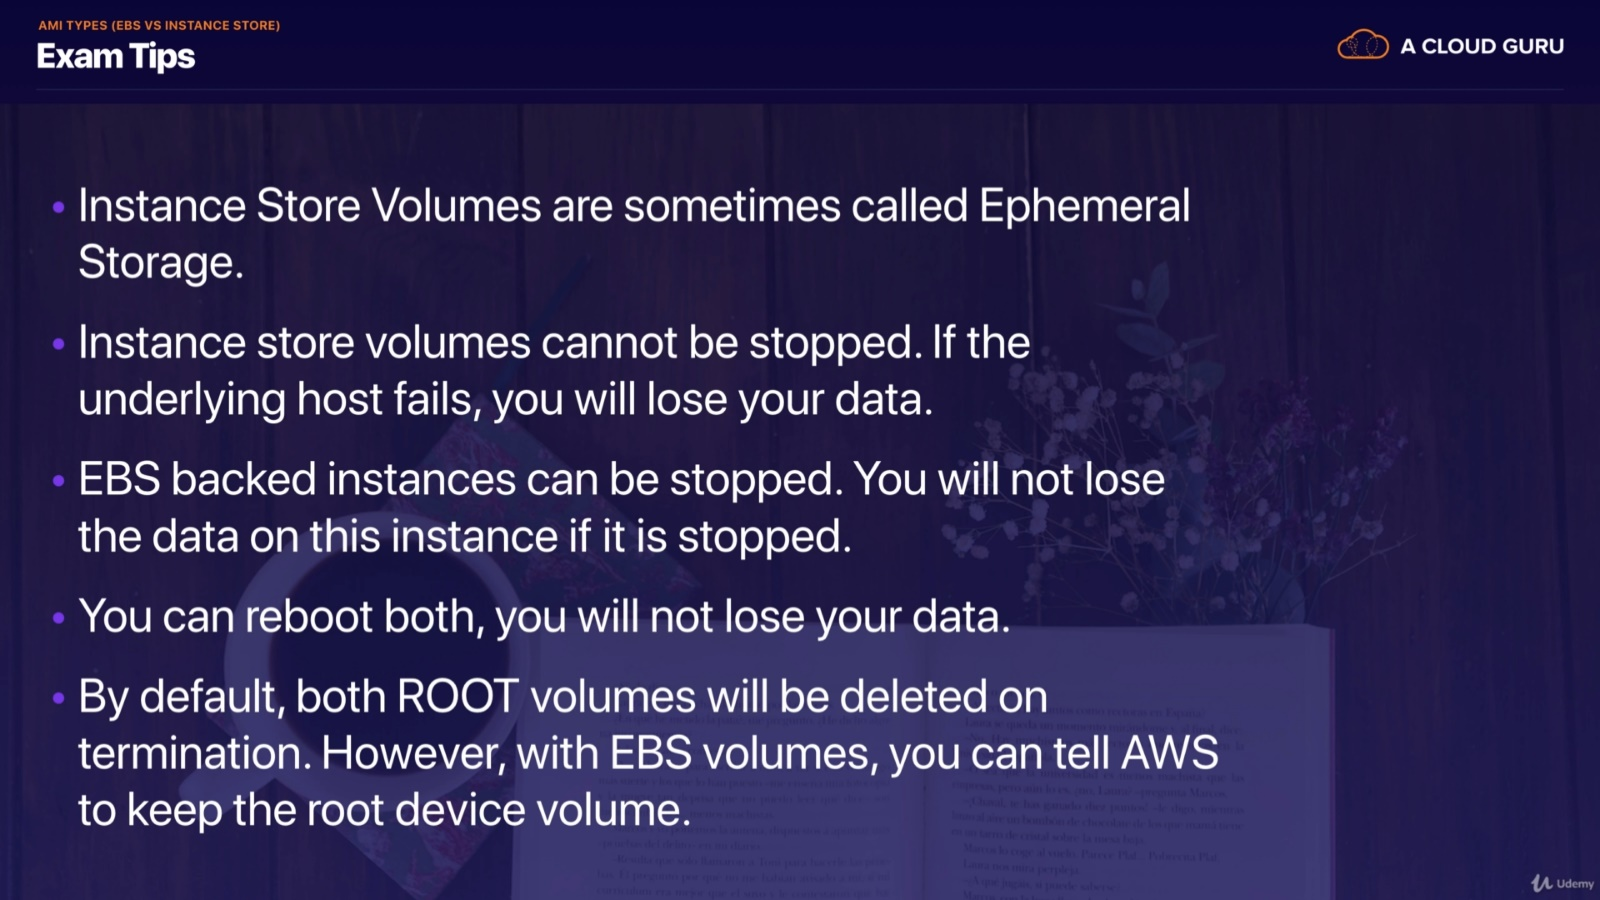 AMI TYPES (EBS VS INSTANCE STORE)
Exam Tips
A CLOUD GURU
• Instance Store Volumes are sometimes called Ephemeral
Storage.
• Instance store volumes cannot be stopped. If the
underlying host fails, you will lose your data.
• EBS backed instances can be stopped. You will not lose
the data on this instance if it is stopped.
• You can reboot both, you will not lose your data.
• By default, both ROOT volumes will be deleted on
termination. However, with EBS volumes, you can tell AWS
to keep the root device volume.
Udemy